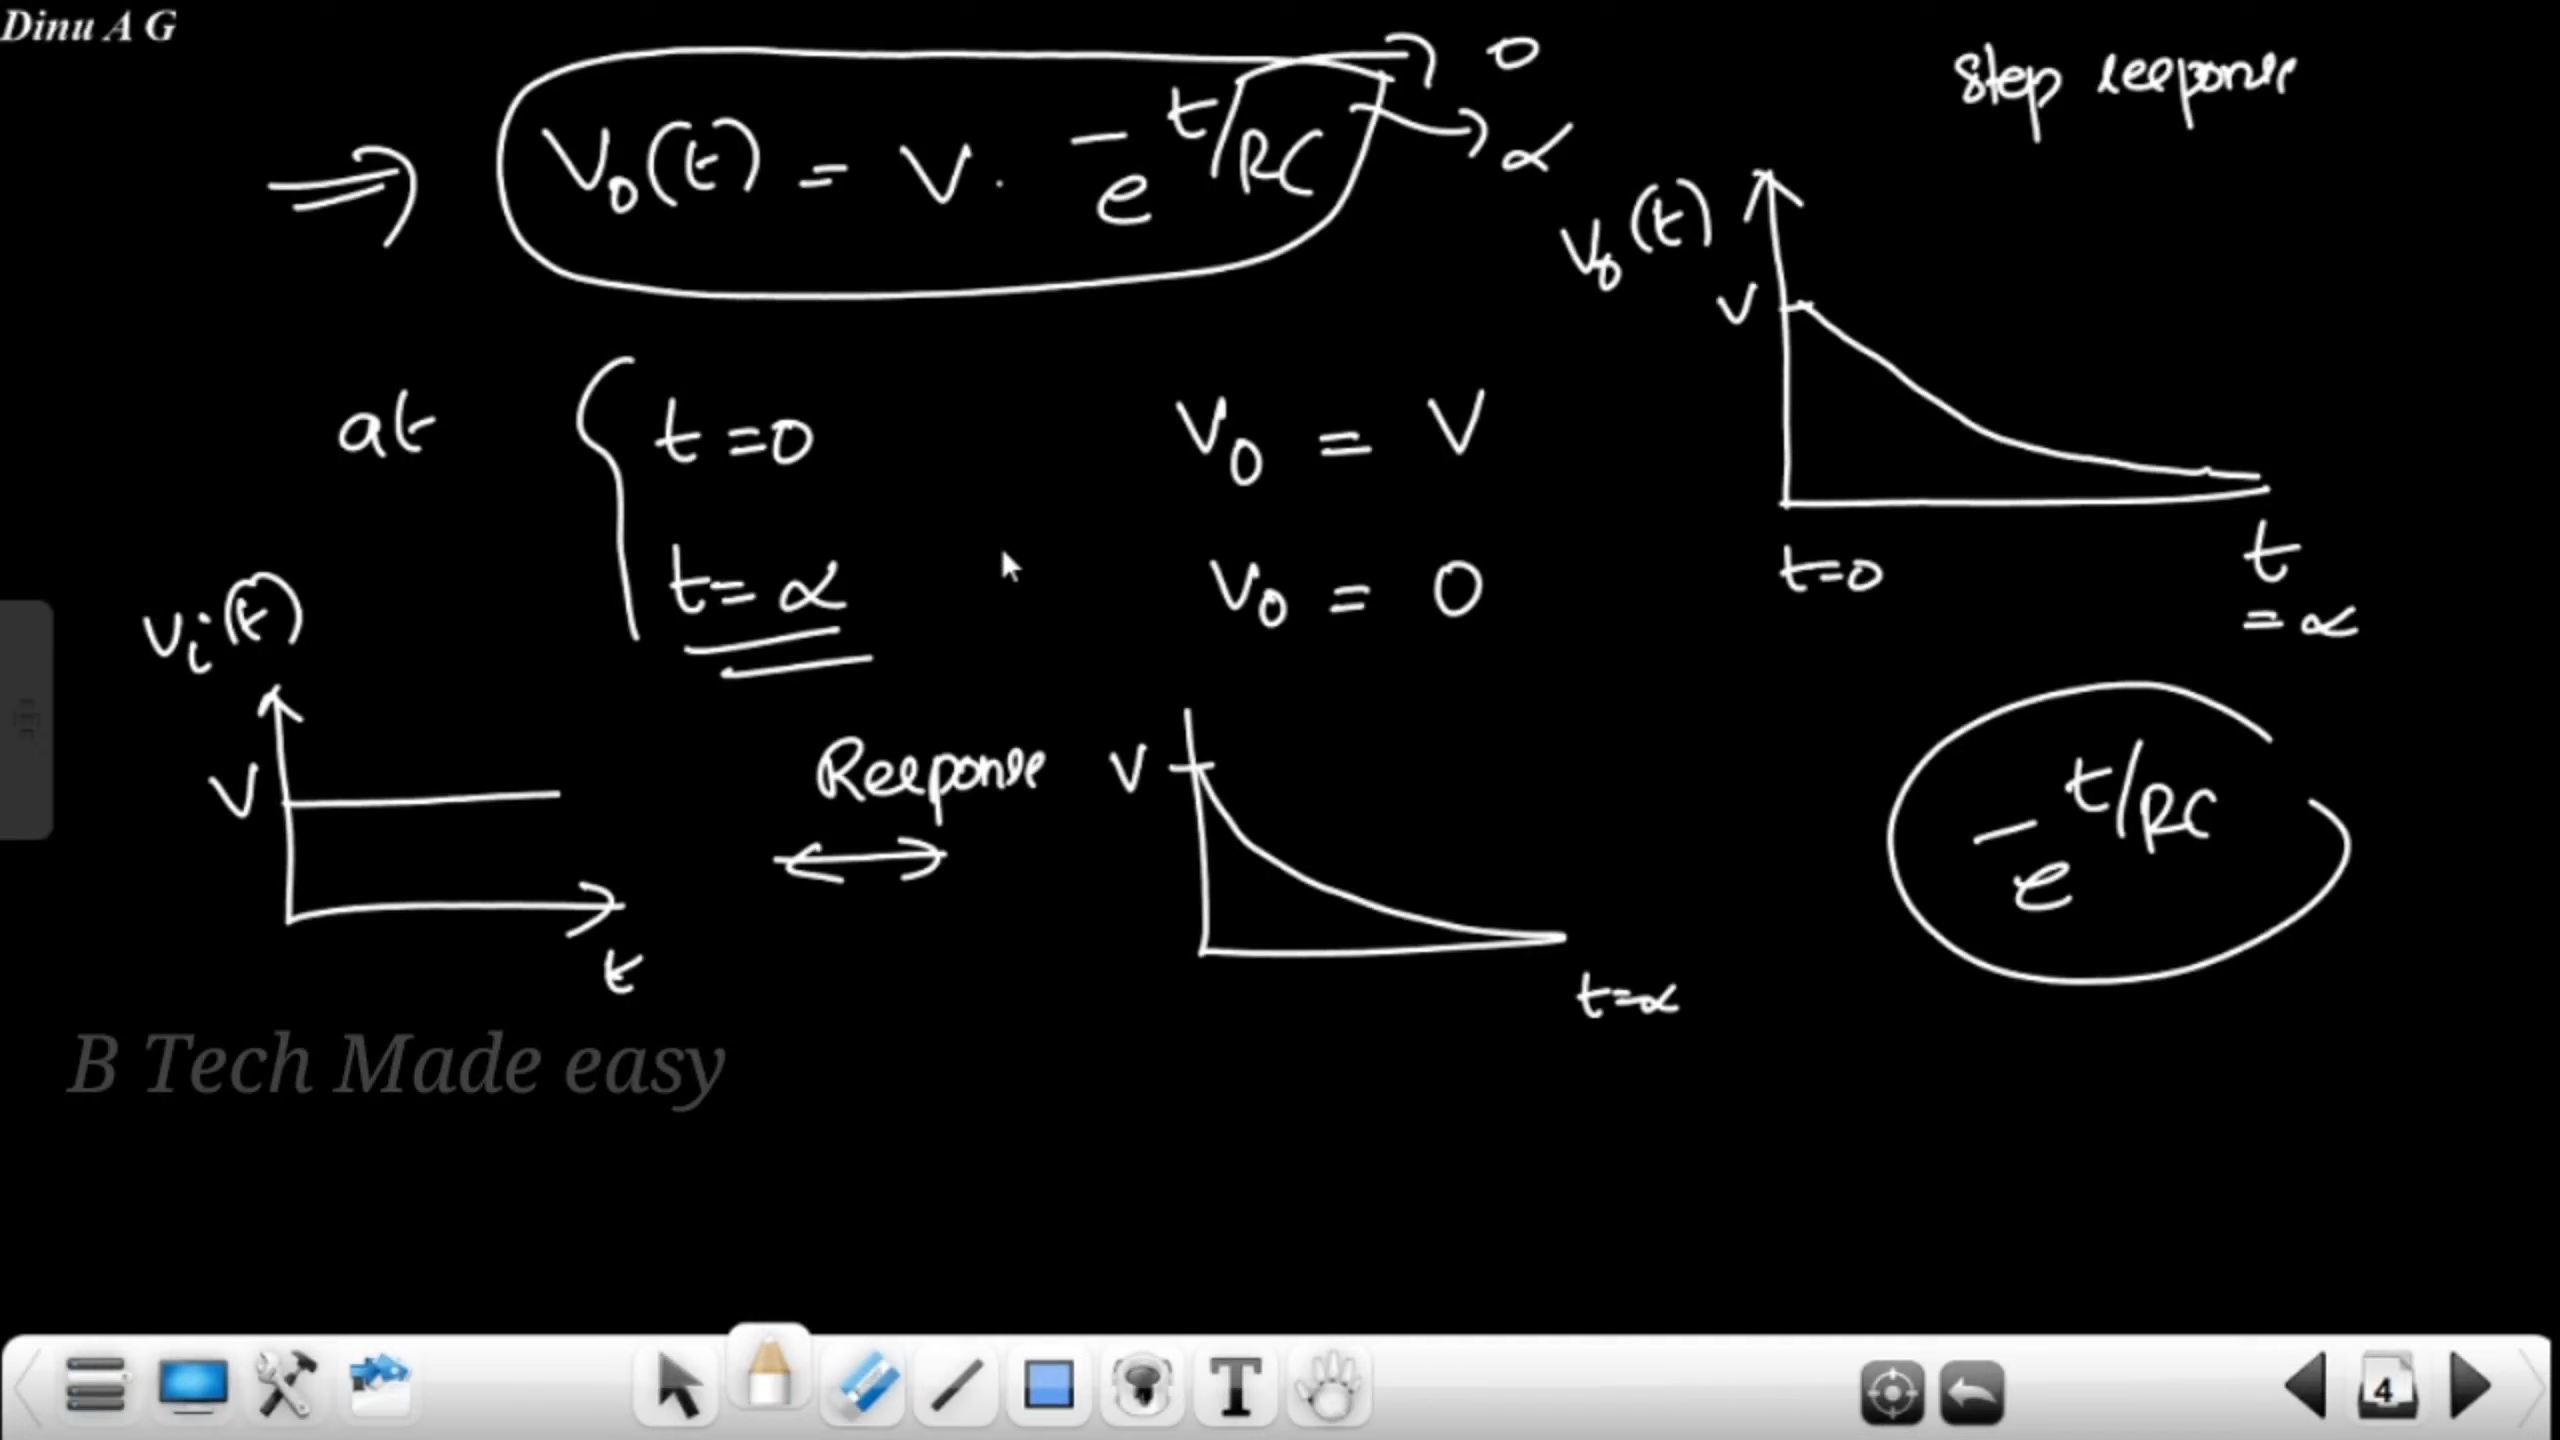 Dinu A G
Step response
⇒ V₀(t) = V · e^-t/RC → 0
→ α
V₀(t)
V
t=0
t = α
at { t=0 V₀ = V
t=α V₀ = 0
Vi(t)
V
t
Response
V
t=α
e^-t/RC
B Tech Made easy
T
4